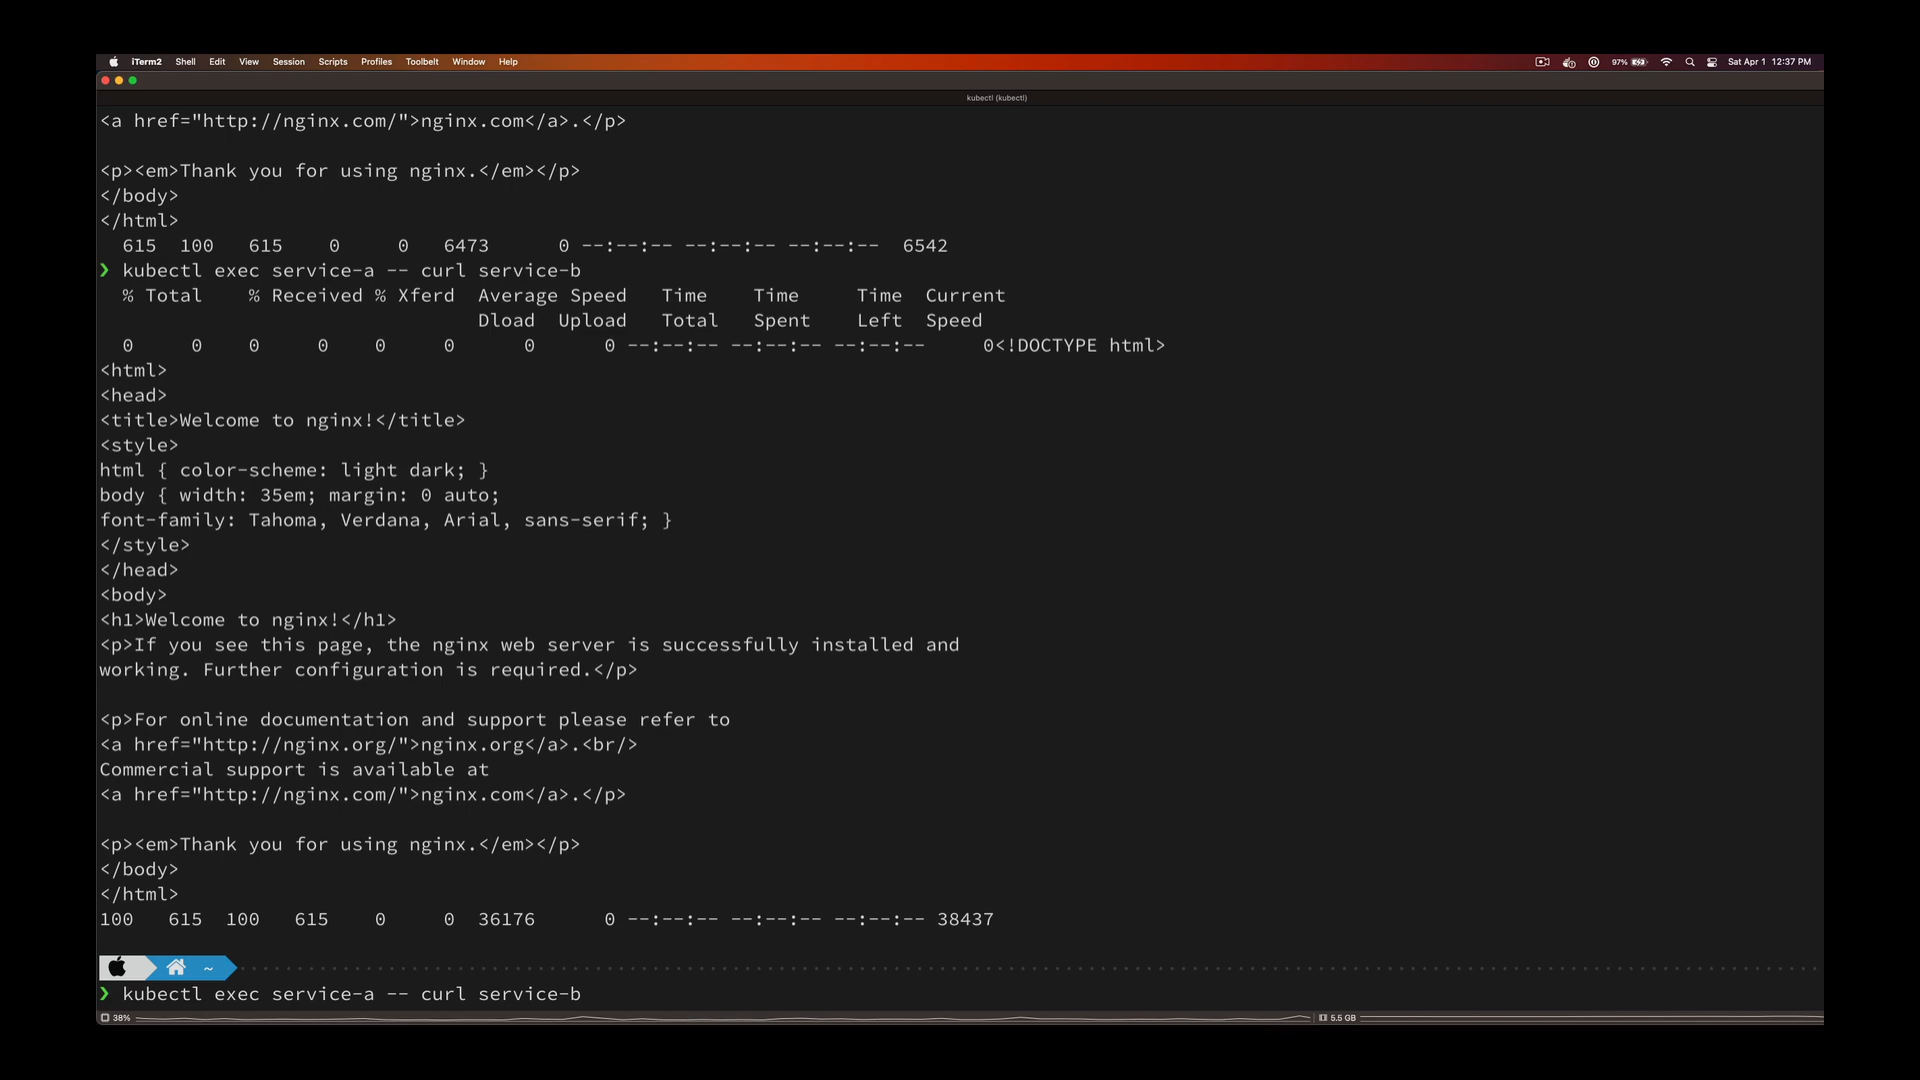 iTerm2 Shell Edit View Session Scripts Profiles Toolbelt Window Help 97% Sat Apr 1 12:37 PM
kubectl (kubectl)
<a href="http://nginx.com/">nginx.com</a>.</p>
<p><em>Thank you for using nginx.</em></p>
</body>
</html>
615 100 615 0 0 6473 0 --:--:-- --:--:-- --:--:-- 6542
❯ kubectl exec service-a -- curl service-b
% Total % Received % Xferd Average Speed Time Time Time Current
Dload Upload Total Spent Left Speed
0 0 0 0 0 0 0 0 --:--:-- --:--:-- --:--:-- 0<!DOCTYPE html>
<html>
<head>
<title>Welcome to nginx!</title>
<style>
html { color-scheme: light dark; }
body { width: 35em; margin: 0 auto;
font-family: Tahoma, Verdana, Arial, sans-serif; }
</style>
</head>
<body>
<h1>Welcome to nginx!</h1>
<p>If you see this page, the nginx web server is successfully installed and
working. Further configuration is required.</p>
<p>For online documentation and support please refer to
<a href="http://nginx.org/">nginx.org</a>.<br/>
Commercial support is available at
<a href="http://nginx.com/">nginx.com</a>.</p>
<p><em>Thank you for using nginx.</em></p>
</body>
</html>
100 615 100 615 0 0 36176 0 --:--:-- --:--:-- --:--:-- 38437
~
❯ kubectl exec service-a -- curl service-b
38% 5.5 GB